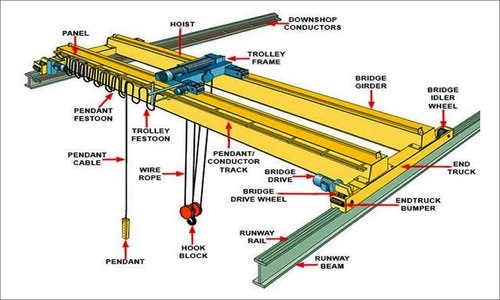 DOWNSHOP
CONDUCTORS
HOIST
PANEL
TROLLEY
FRAME
BRIDGE
GIRDER
BRIDGE
IDLER
WHEEL
PENDANT
FESTOON
TROLLEY
FESTOON
PENDANT
CABLE
WIRE
ROPE
PENDANT/
CONDUCTOR
TRACK
BRIDGE
DRIVE
END
TRUCK
BRIDGE
DRIVE WHEEL
ENDTRUCK
BUMPER
RUNWAY
RAIL
HOOK
BLOCK
PENDANT
RUNWAY
BEAM